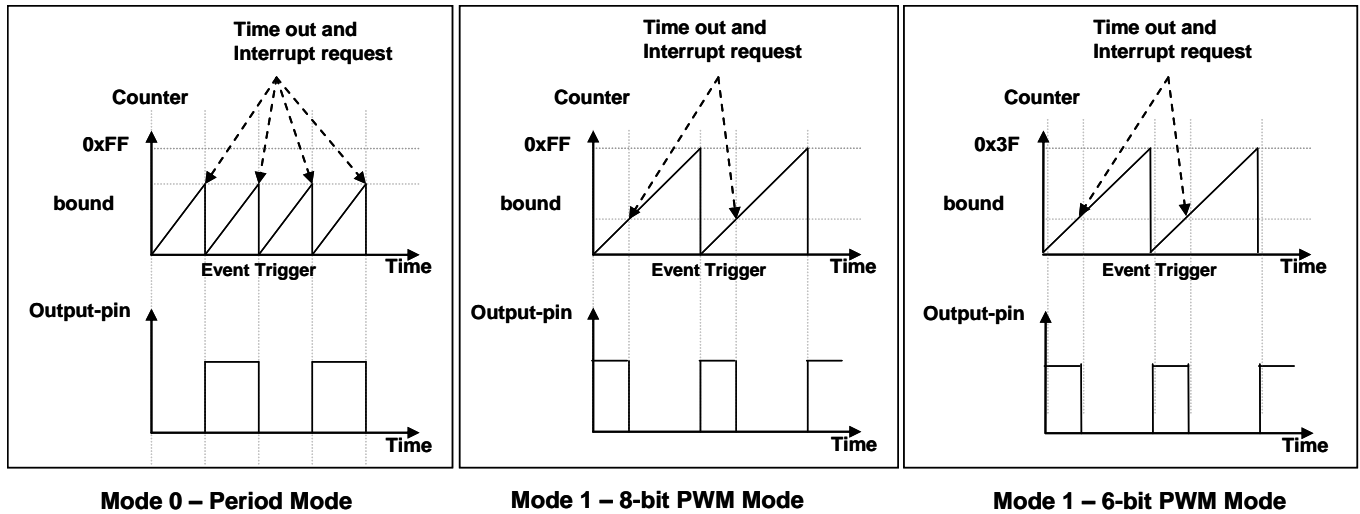 Time out and
Interrupt request
Counter
0xFF
bound
Event Trigger
Time
Output-pin
Time
Mode 0 – Period Mode
Time out and
Interrupt request
Counter
0xFF
bound
Event Trigger
Time
Output-pin
Time
Mode 1 – 8-bit PWM Mode
Time out and
Interrupt request
Counter
0x3F
bound
Event Trigger
Time
Output-pin
Time
Mode 1 – 6-bit PWM Mode